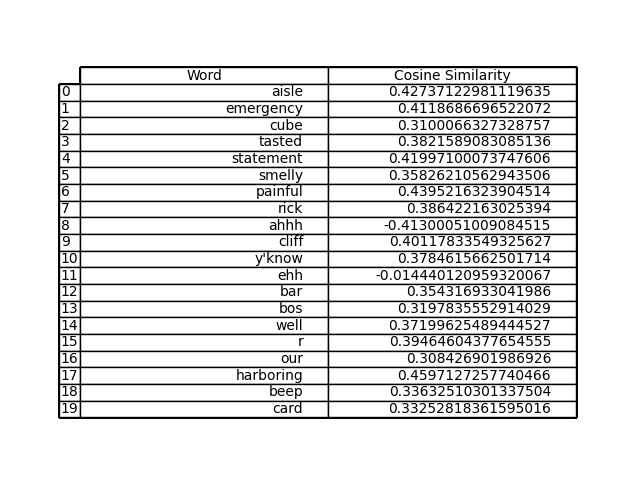 Word Cosine Similarity
0 aisle 0.42737122981119635
1 emergency 0.4118686696522072
2 cube 0.3100066327328757
3 tasted 0.3821589083085136
4 statement 0.41997100073747606
5 smelly 0.35826210562943506
6 painful 0.4395216323904514
7 rick 0.386422163025394
8 ahhh -0.41300051009084515
9 cliff 0.40117833549325627
10 y'know 0.3784615662501714
11 ehh -0.014440120959320067
12 bar 0.354316933041986
13 bos 0.3197835552914029
14 well 0.37199625489444527
15 r 0.39464604377654555
16 our 0.308426901986926
17 harboring 0.4597127257740466
18 beep 0.33632510301337504
19 card 0.33252818361595016